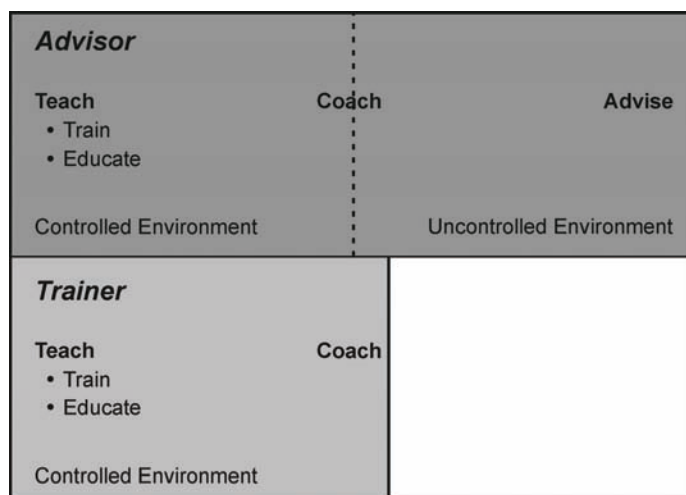 Advisor
Teach Coach Advise
• Train
• Educate
Controlled Environment Uncontrolled Environment
Trainer
Teach Coach
• Train
• Educate
Controlled Environment